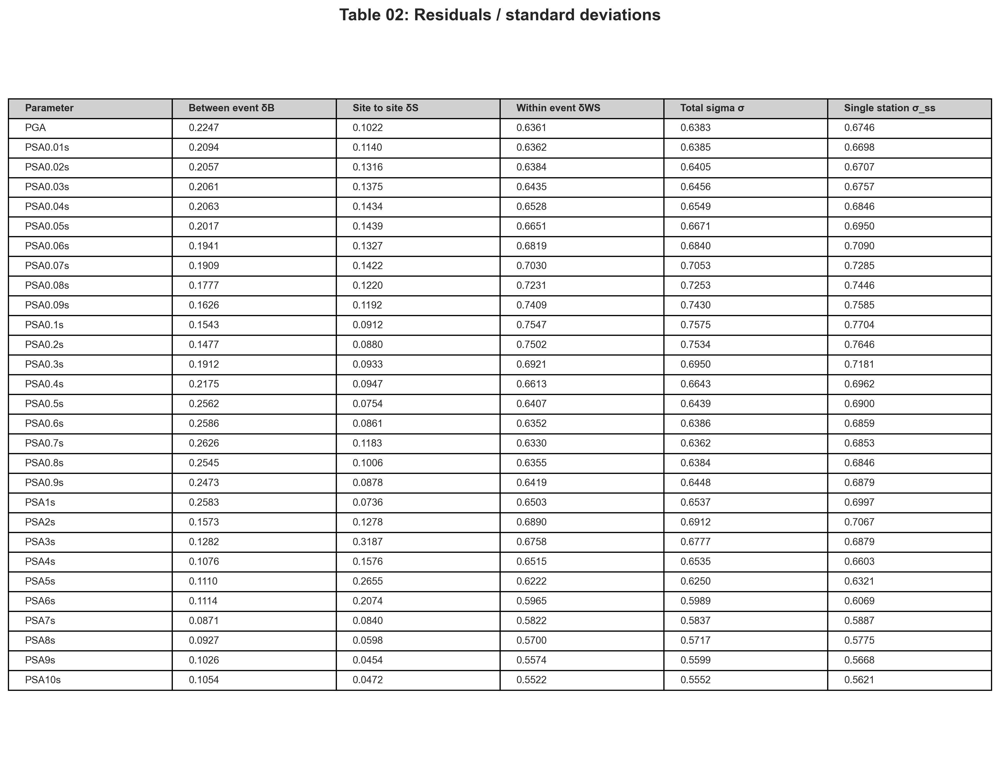 Table 02: Residuals / standard deviations
Parameter Between event δB Site to site δS Within event δWS Total sigma σ Single station σ_ss
PGA 0.2247 0.1022 0.6361 0.6383 0.6746
PSA0.01s 0.2094 0.1140 0.6362 0.6385 0.6698
PSA0.02s 0.2057 0.1316 0.6384 0.6405 0.6707
PSA0.03s 0.2061 0.1375 0.6435 0.6456 0.6757
PSA0.04s 0.2063 0.1434 0.6528 0.6549 0.6846
PSA0.05s 0.2017 0.1439 0.6651 0.6671 0.6950
PSA0.06s 0.1941 0.1327 0.6819 0.6840 0.7090
PSA0.07s 0.1909 0.1422 0.7030 0.7053 0.7285
PSA0.08s 0.1777 0.1220 0.7231 0.7253 0.7446
PSA0.09s 0.1626 0.1192 0.7409 0.7430 0.7585
PSA0.1s 0.1543 0.0912 0.7547 0.7575 0.7704
PSA0.2s 0.1477 0.0880 0.7502 0.7534 0.7646
PSA0.3s 0.1912 0.0933 0.6921 0.6950 0.7181
PSA0.4s 0.2175 0.0947 0.6613 0.6643 0.6962
PSA0.5s 0.2562 0.0754 0.6407 0.6439 0.6900
PSA0.6s 0.2586 0.0861 0.6352 0.6386 0.6859
PSA0.7s 0.2626 0.1183 0.6330 0.6362 0.6853
PSA0.8s 0.2545 0.1006 0.6355 0.6384 0.6846
PSA0.9s 0.2473 0.0878 0.6419 0.6448 0.6879
PSA1s 0.2583 0.0736 0.6503 0.6537 0.6997
PSA2s 0.1573 0.1278 0.6890 0.6912 0.7067
PSA3s 0.1282 0.3187 0.6758 0.6777 0.6879
PSA4s 0.1076 0.1576 0.6515 0.6535 0.6603
PSA5s 0.1110 0.2655 0.6222 0.6250 0.6321
PSA6s 0.1114 0.2074 0.5965 0.5989 0.6069
PSA7s 0.0871 0.0840 0.5822 0.5837 0.5887
PSA8s 0.0927 0.0598 0.5700 0.5717 0.5775
PSA9s 0.1026 0.0454 0.5574 0.5599 0.5668
PSA10s 0.1054 0.0472 0.5522 0.5552 0.5621